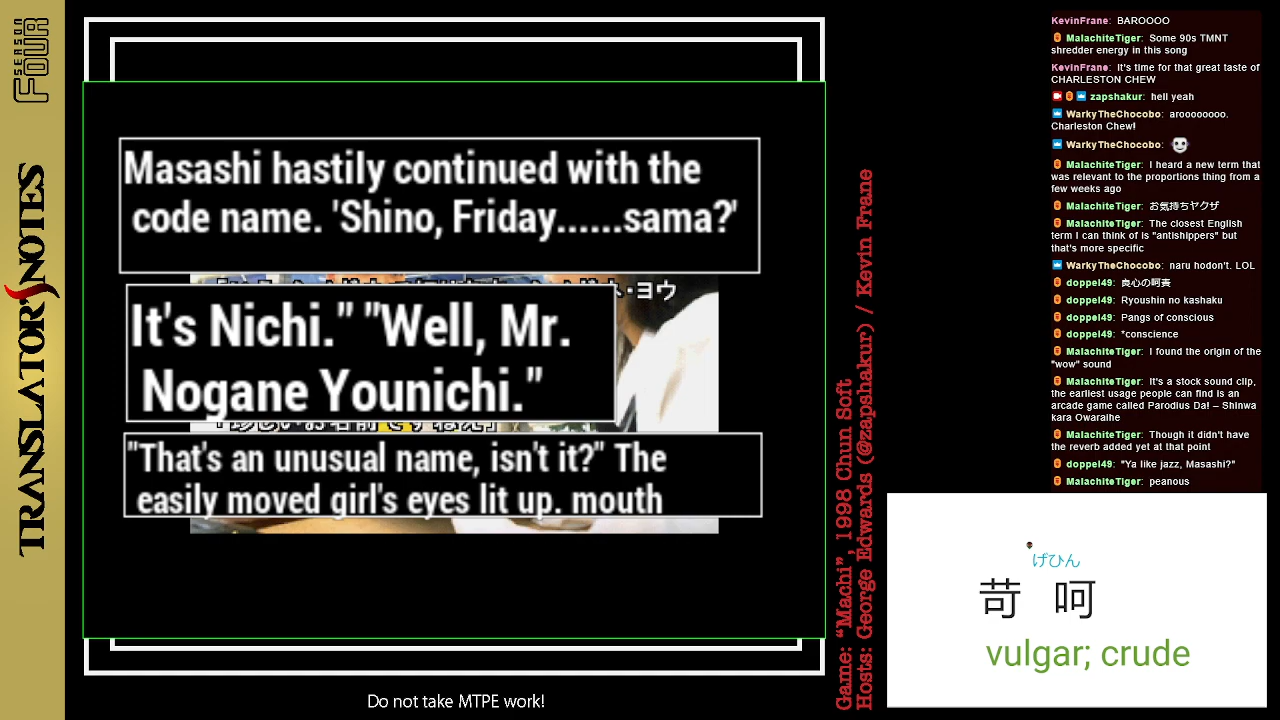 SEASON
FOUR
TRANSLATOR'S NOTES
Masashi hastily continued with the
code name. 'Shino, Friday......sama?'
ト・ヨウ
It's Nichi." "Well, Mr.
Nogane Younichi."
"That's an unusual name, isn't it?" The
easily moved girl's eyes lit up. mouth
Do not take MTPE work!
Game: "Machi", 1998 Chun Soft
Hosts: George Edwards (@zapshakur) / Kevin Frane
KevinFrane: BAROOOO
MalachiteTiger: Some 90s TMNT
shredder energy in this song
KevinFrane: It's time for that great taste of
CHARLESTON CHEW
zapshakur: hell yeah
WarkyTheChocobo: arooooooo,
Charleston Chew!
WarkyTheChocobo:
MalachiteTiger: I heard a new term that
was relevant to the proportions thing from a
few weeks ago
MalachiteTiger: お気持ちヤクザ
MalachiteTiger: The closest English
term I can think of is "antishippers" but
that's more specific
WarkyTheChocobo: naru hodon't. LOL
doppel49:
doppel49: Ryoushin no kashaku
doppel49: Pangs of conscious
doppel49: *conscience
MalachiteTiger: I found the origin of the
"wow" sound
MalachiteTiger: It's a stock sound clip,
the earliest usage people can find is an
arcade game called Parodius Da! – Shinwa
kara Owarahe
MalachiteTiger: Though it didn't have
the reverb added yet at that point
doppel49: "ya like jazz, masashi?"
Macochi: peanous
げひん
苛 呵
vulgar; crude